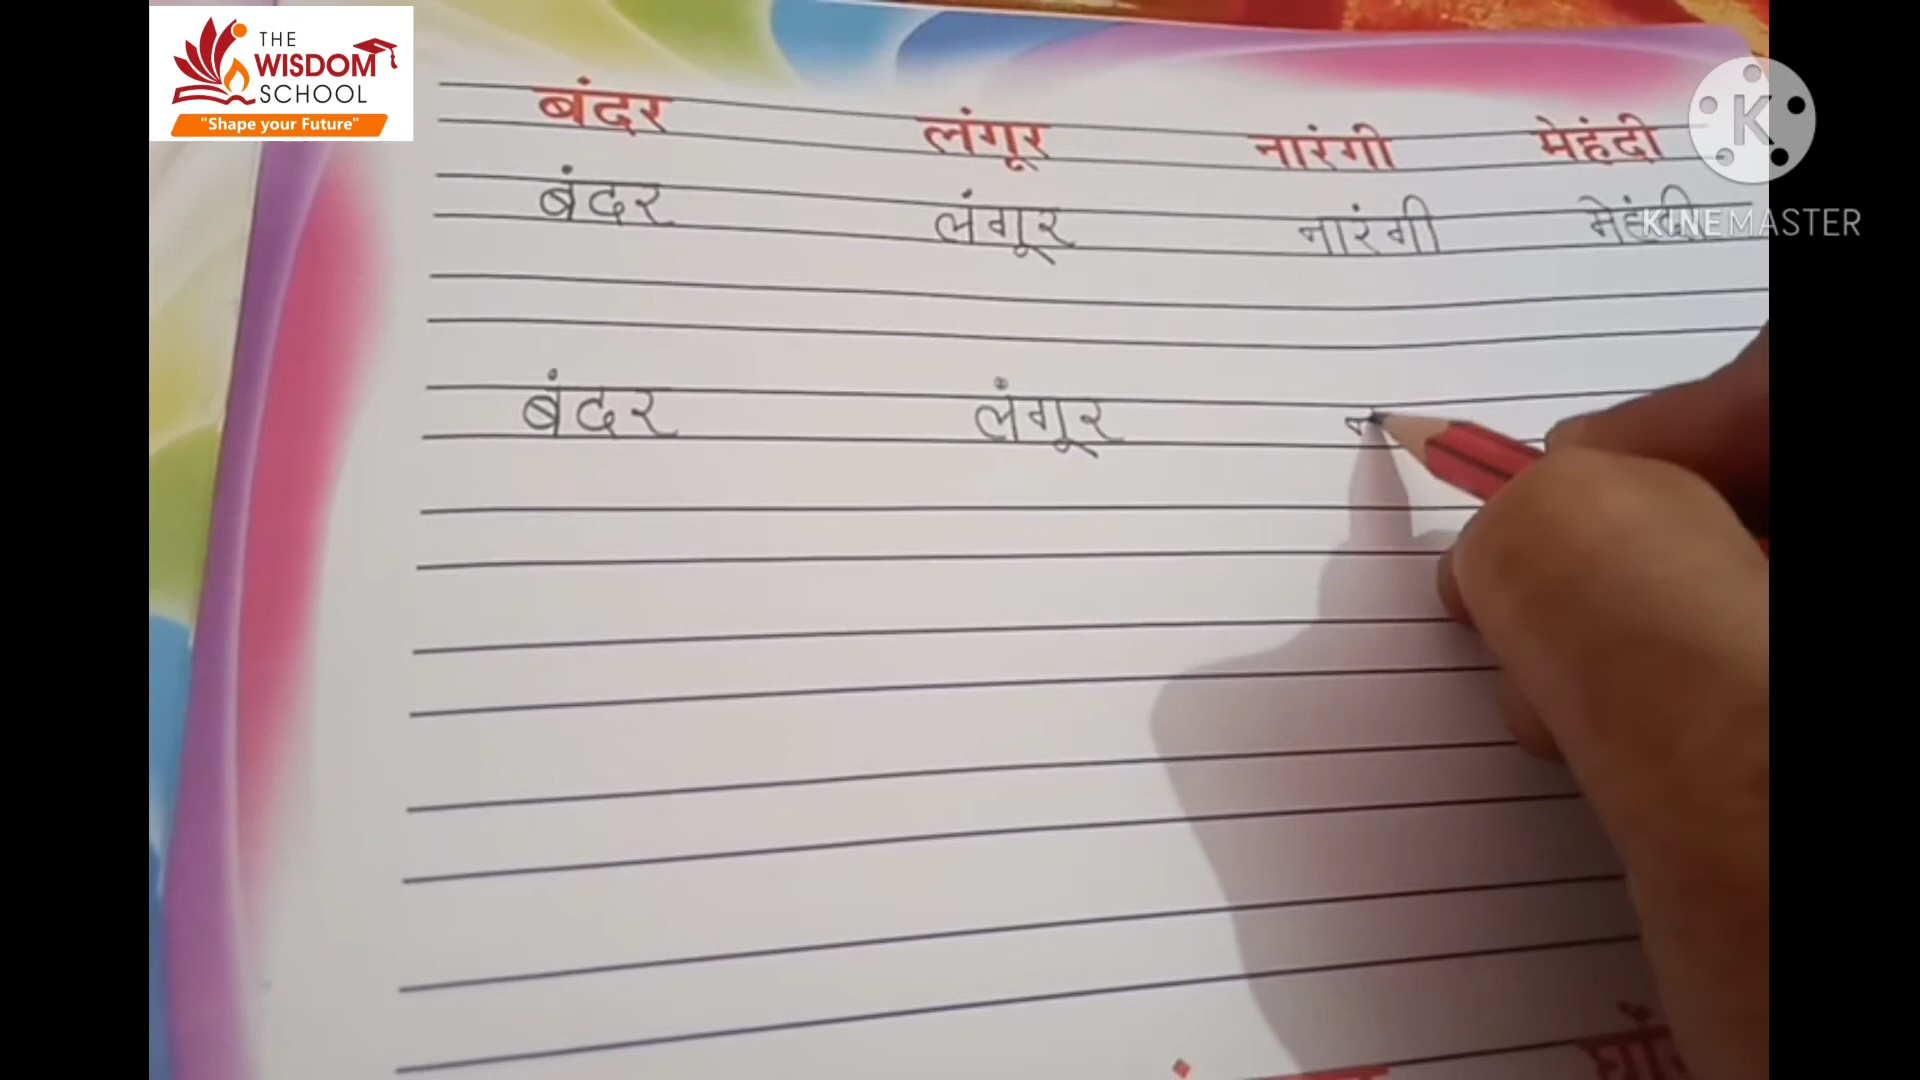 THE
WISDOM
SCHOOL
"Shape your Future"
बंदर लंगूर नारंगी मेहंदी
बंदर लंगूर नारंगी मेहंदी
KINEMASTER
बंदर लंगूर न